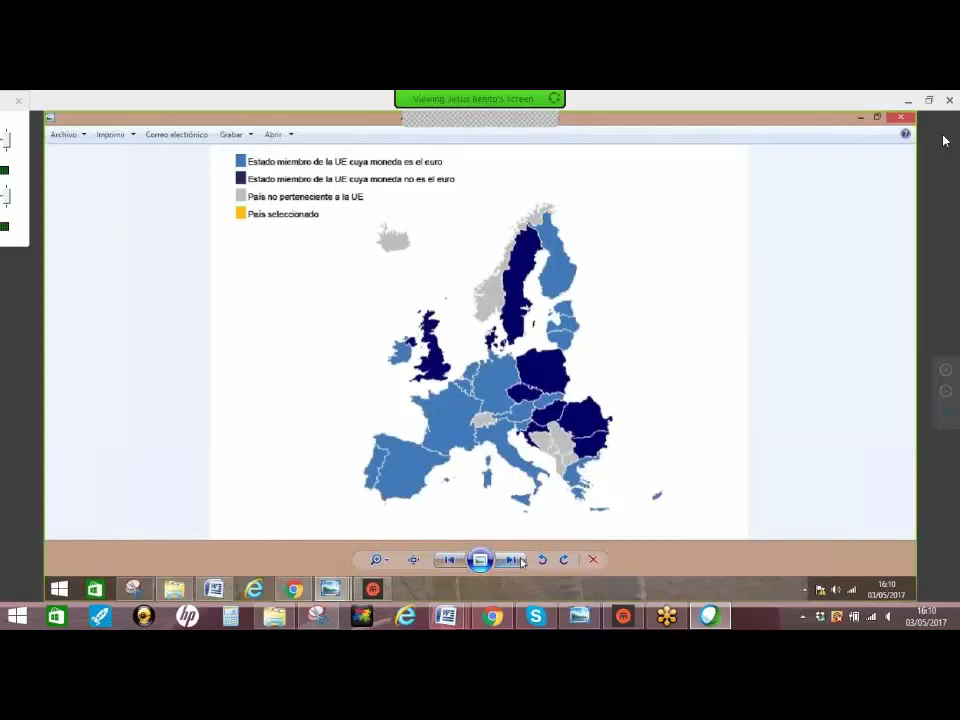 Viewing Jesus Benito's screen
Archivo Imprimir Correo electrónico Grabar Abrir
Estado miembro de la UE cuya moneda es el euro
Estado miembro de la UE cuya moneda no es el euro
País no perteneciente a la UE
País seleccionado
16:10
03/05/2017
16:10
03/05/2017